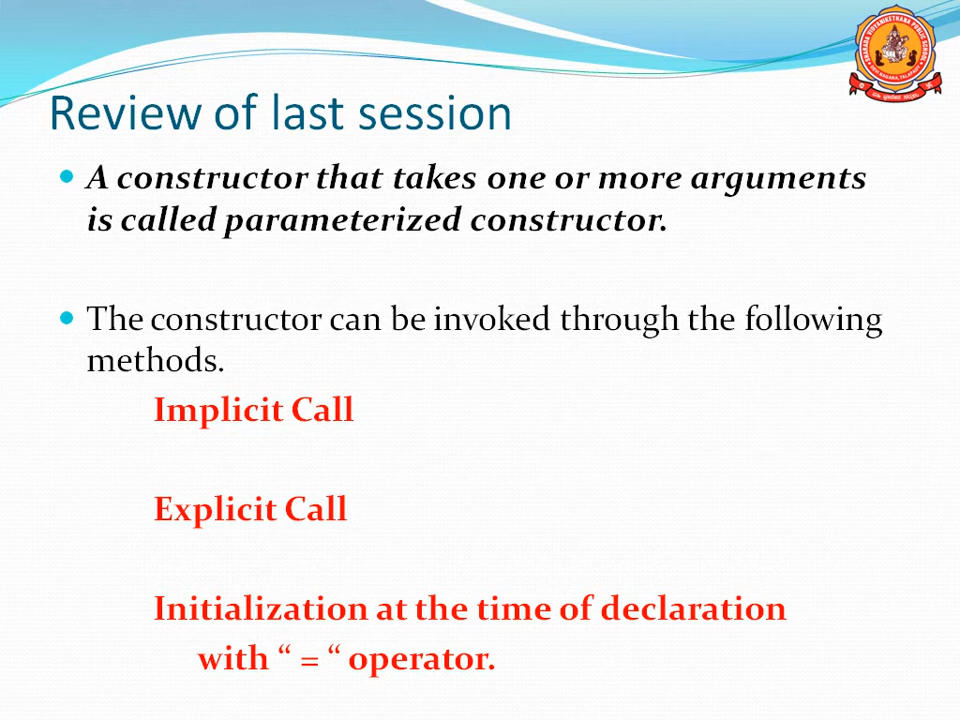 Review of last session
A constructor that takes one or more arguments
is called parameterized constructor.
The constructor can be invoked through the following
methods.
Implicit Call
Explicit Call
Initialization at the time of declaration
with “ = “ operator.